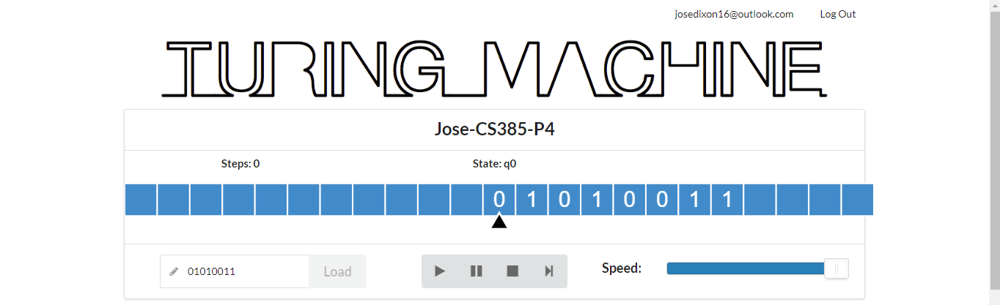 josedixon16@outlook.com Log Out
TURING MACHINE
Jose-CS385-P4
Steps: 0 State: q0
0 1 0 1 0 0 1 1
01010011 Load Speed: